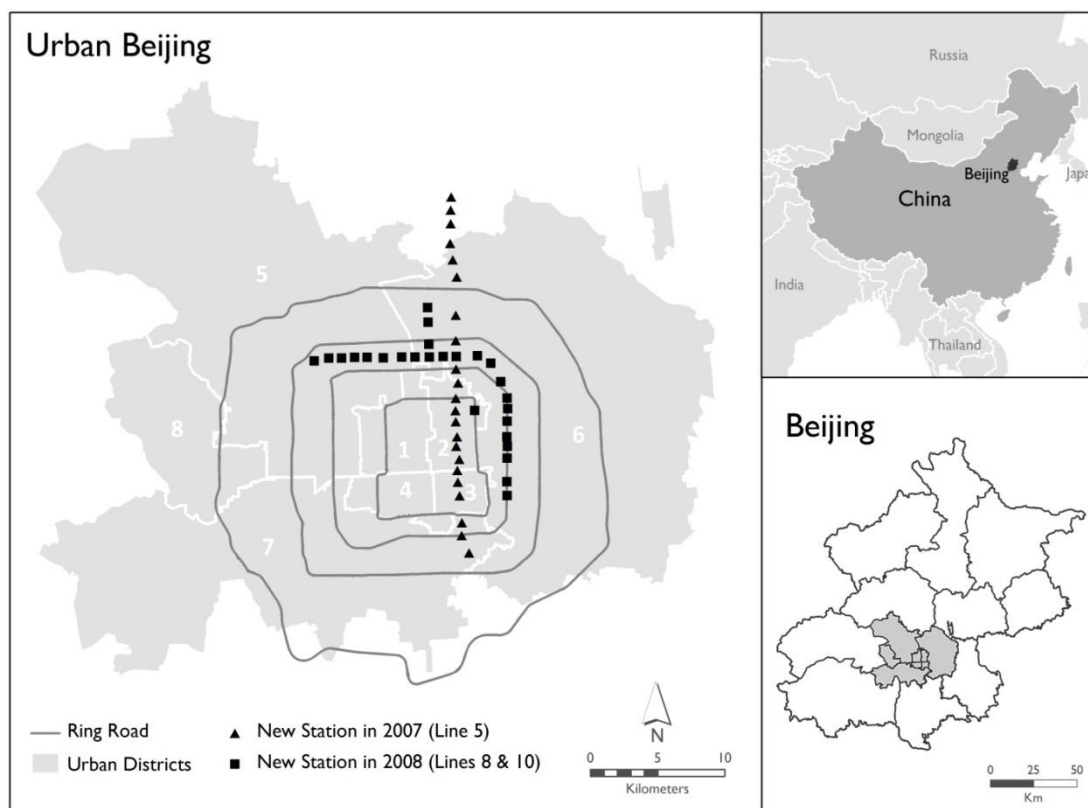 Urban Beijing
5
8
6
1
2
4
3
7
Ring Road
Urban Districts
New Station in 2007 (Line 5)
New Station in 2008 (Lines 8 & 10)
N
0 5 10
Kilometers
Russia
Mongolia
Beijing
Japa
China
India
Thailand
Beijing
0 25 50
Km